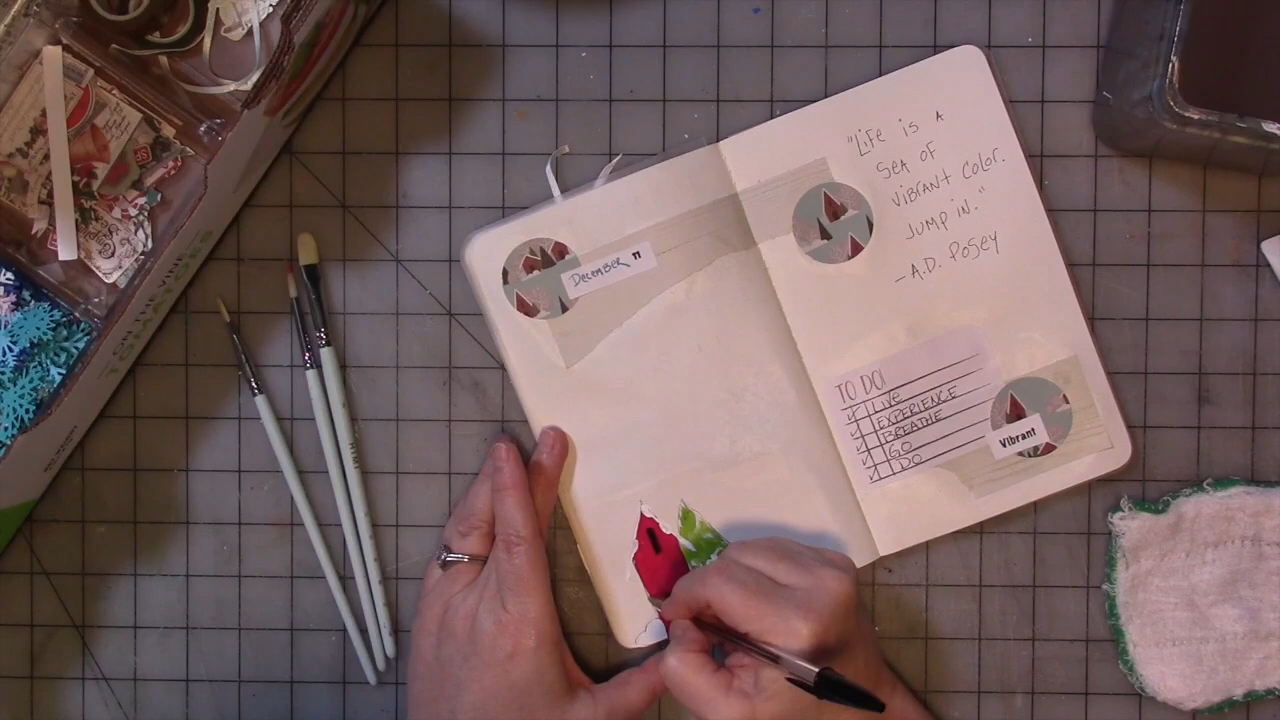 December 11
"Life is a
sea of
vibrant color.
Jump in."
-A.D. Posey
TO DO!
Live
EXPERIENCE
BREATHE
GO
DO
Vibrant